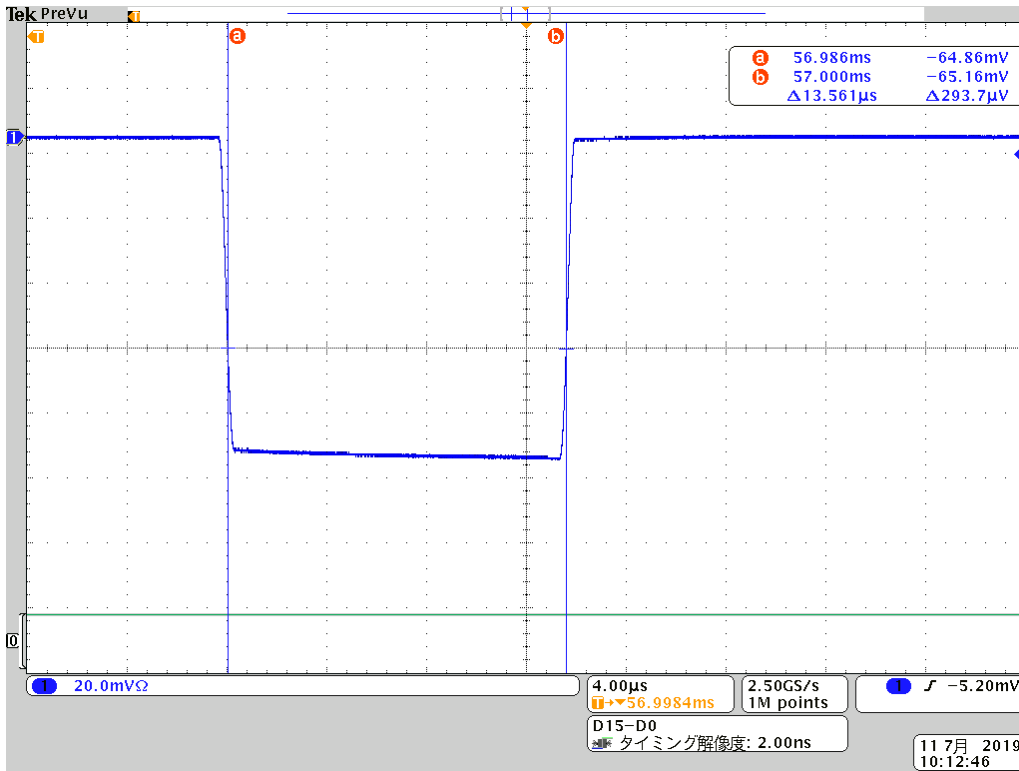 Tek PreVu
T
T
a
b
a 56.986ms −64.86mV
b 57.000ms −65.16mV
Δ13.561µs Δ293.7µV
1
0
1 20.0mVΩ
4.00µs
T→▼56.9984ms
2.50GS/s
1M points
1 −5.20mV
D15−D0
タイミング解像度: 2.00ns
11 7月 2019
10:12:46